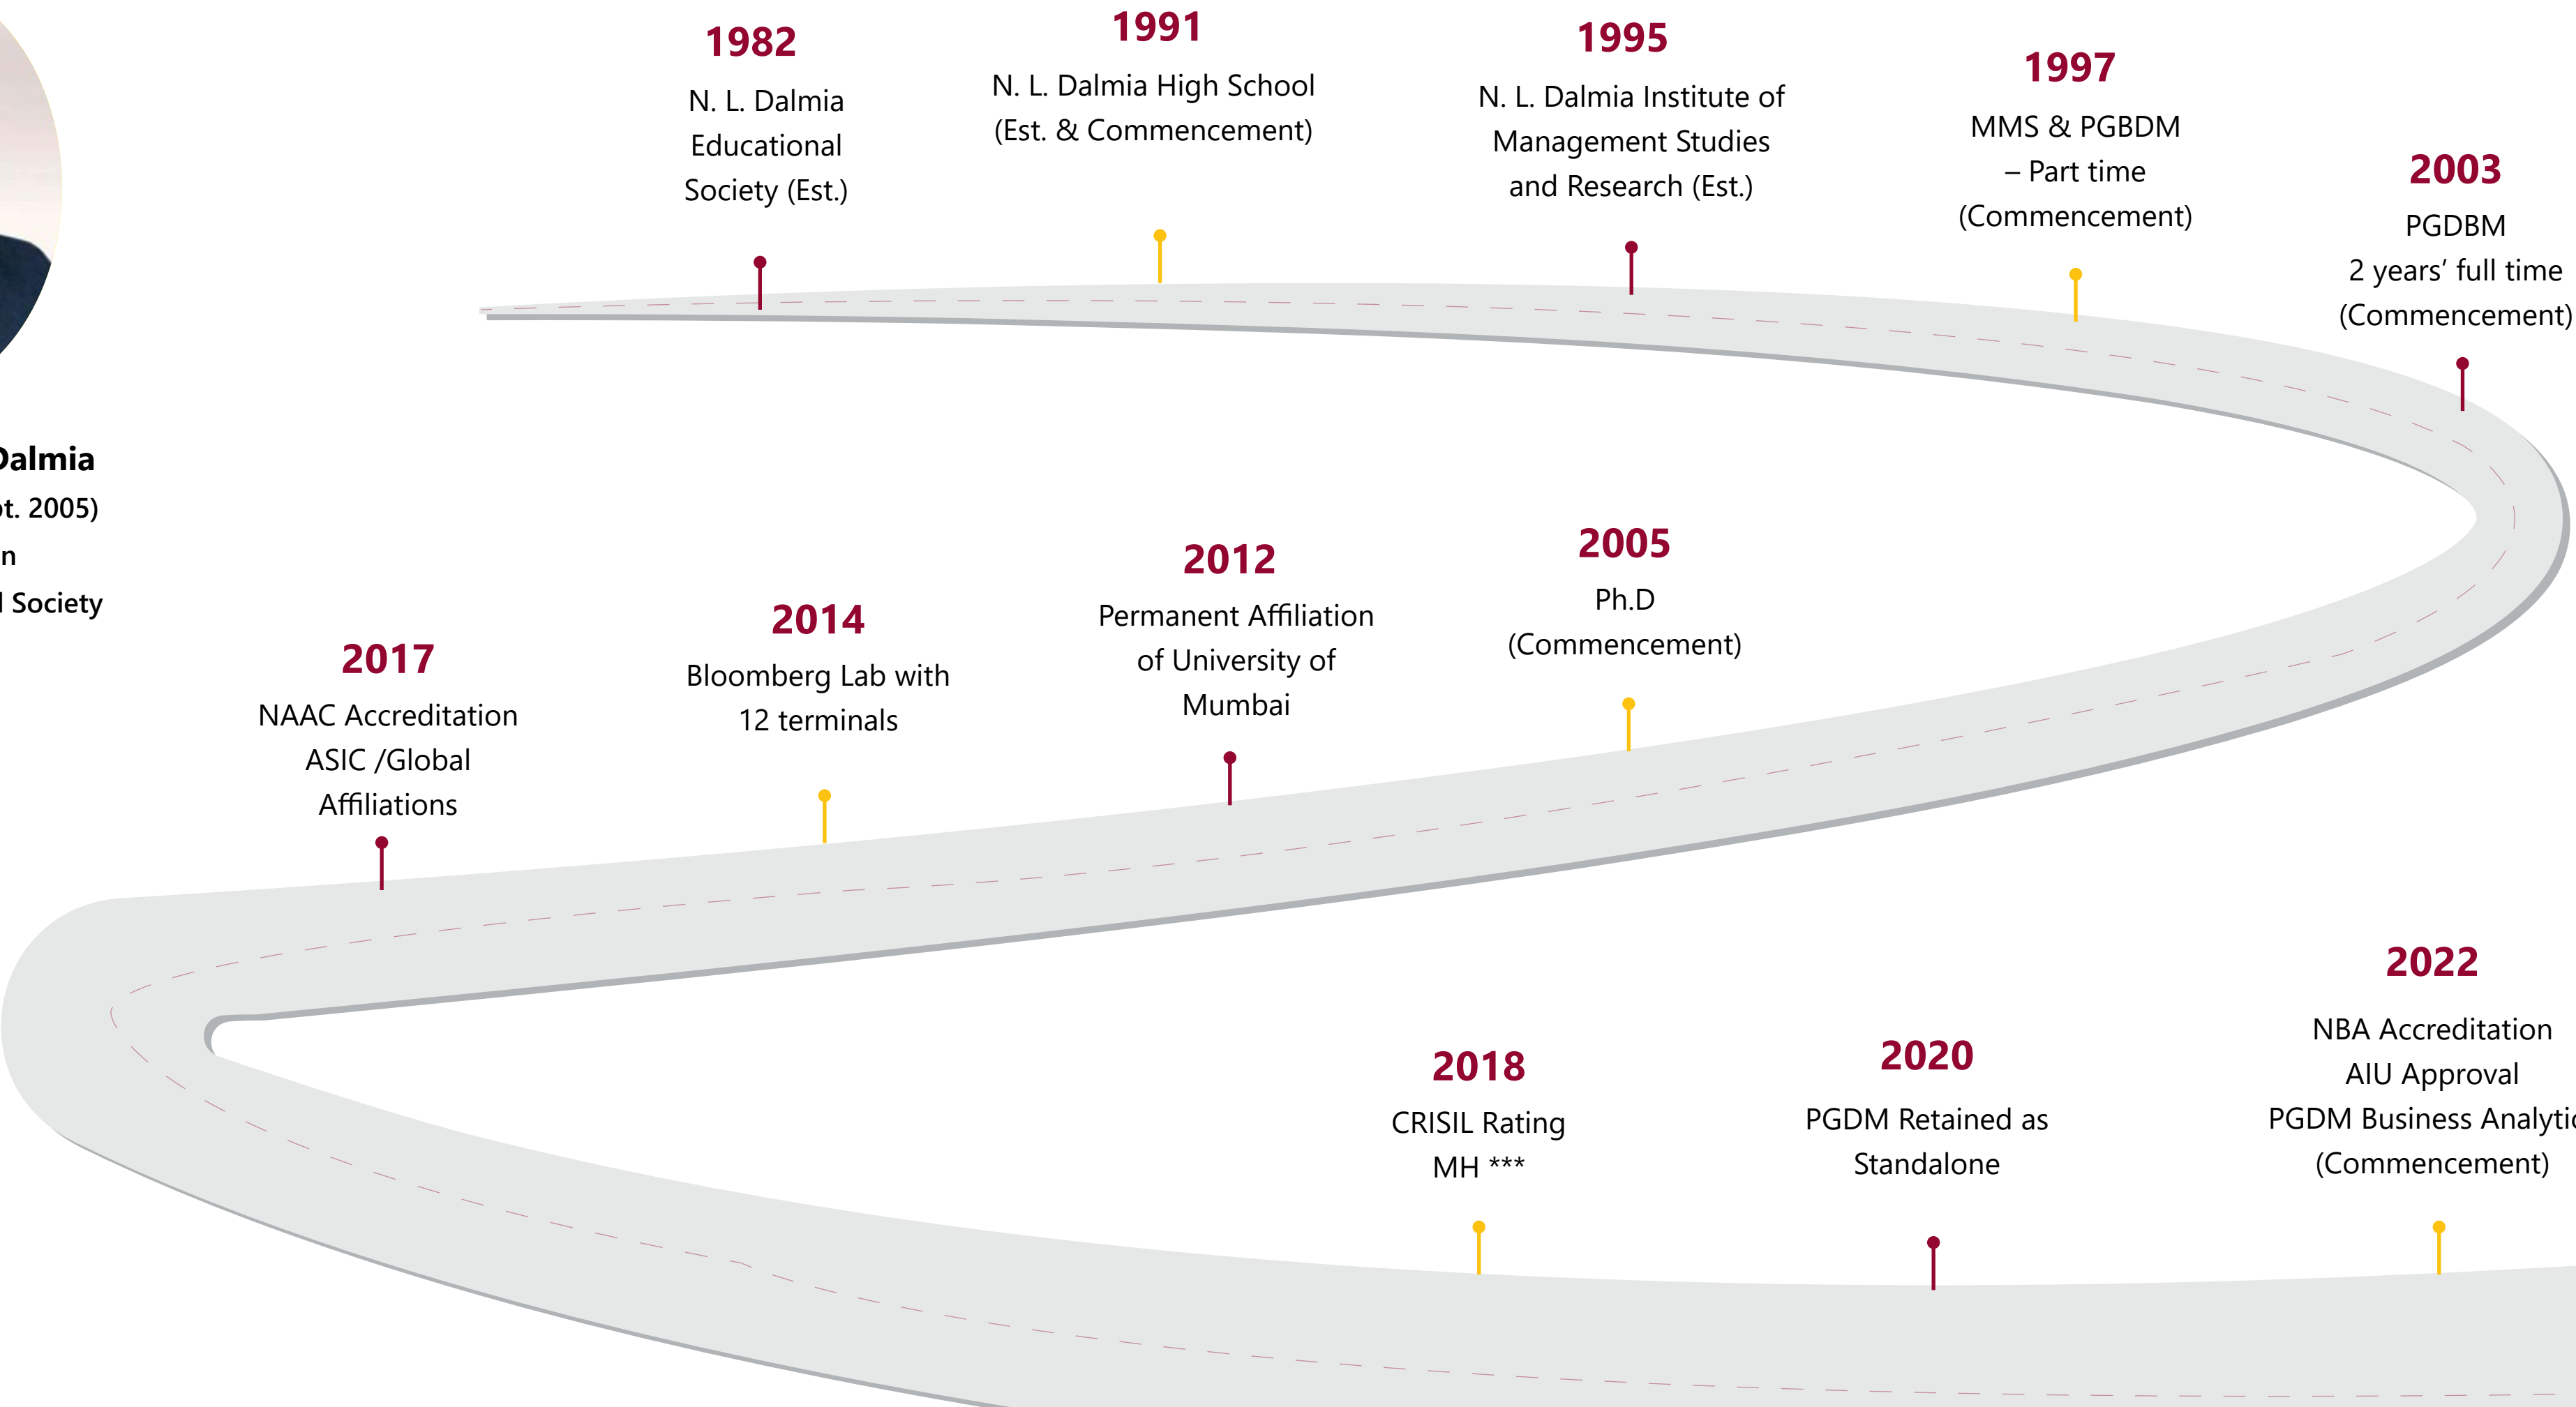 1982
N. L. Dalmia
Educational
Society (Est.)
1991
N. L. Dalmia High School
(Est. & Commencement)
1995
N. L. Dalmia Institute of
Management Studies
and Research (Est.)
1997
MMS & PGBDM
– Part time
(Commencement)
2003
PGDBM
2 years’ full time
(Commencement)
Dalmia
2005)
Society
2005
Ph.D
(Commencement)
2012
Permanent Affiliation
of University of
Mumbai
2014
Bloomberg Lab with
12 terminals
2017
NAAC Accreditation
ASIC /Global
Affiliations
2018
CRISIL Rating
MH ***
2020
PGDM Retained as
Standalone
2022
NBA Accreditation
AIU Approval
PGDM Business
(Commencement)